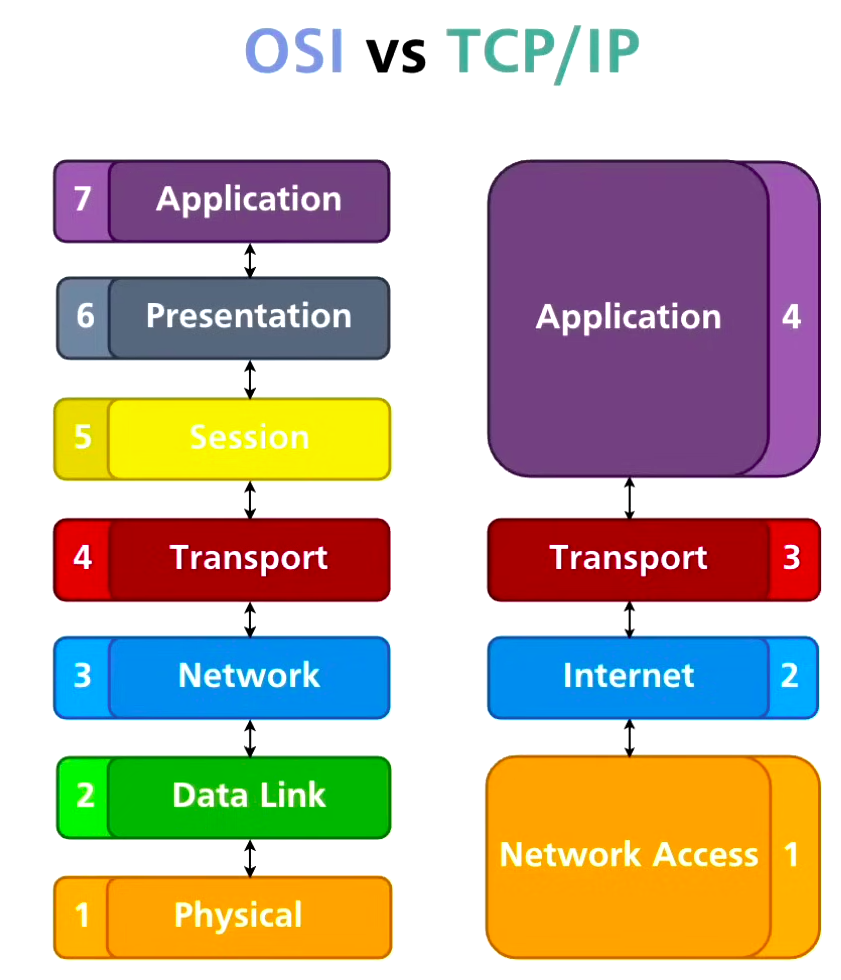 OSI vs TCP/IP
7 Application
6 Presentation
5 Session
4 Transport
3 Network
2 Data Link
1 Physical
Application 4
Transport 3
Internet 2
Network Access 1